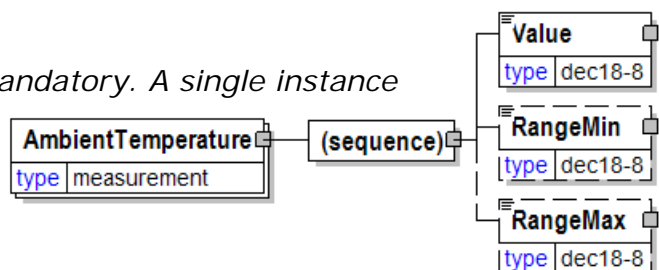 Value
type dec18-8
andatory. A single instance
RangeMin
AmbientTemperature
(sequence)
type dec18-8
type measurement
RangeMax
type dec18-8